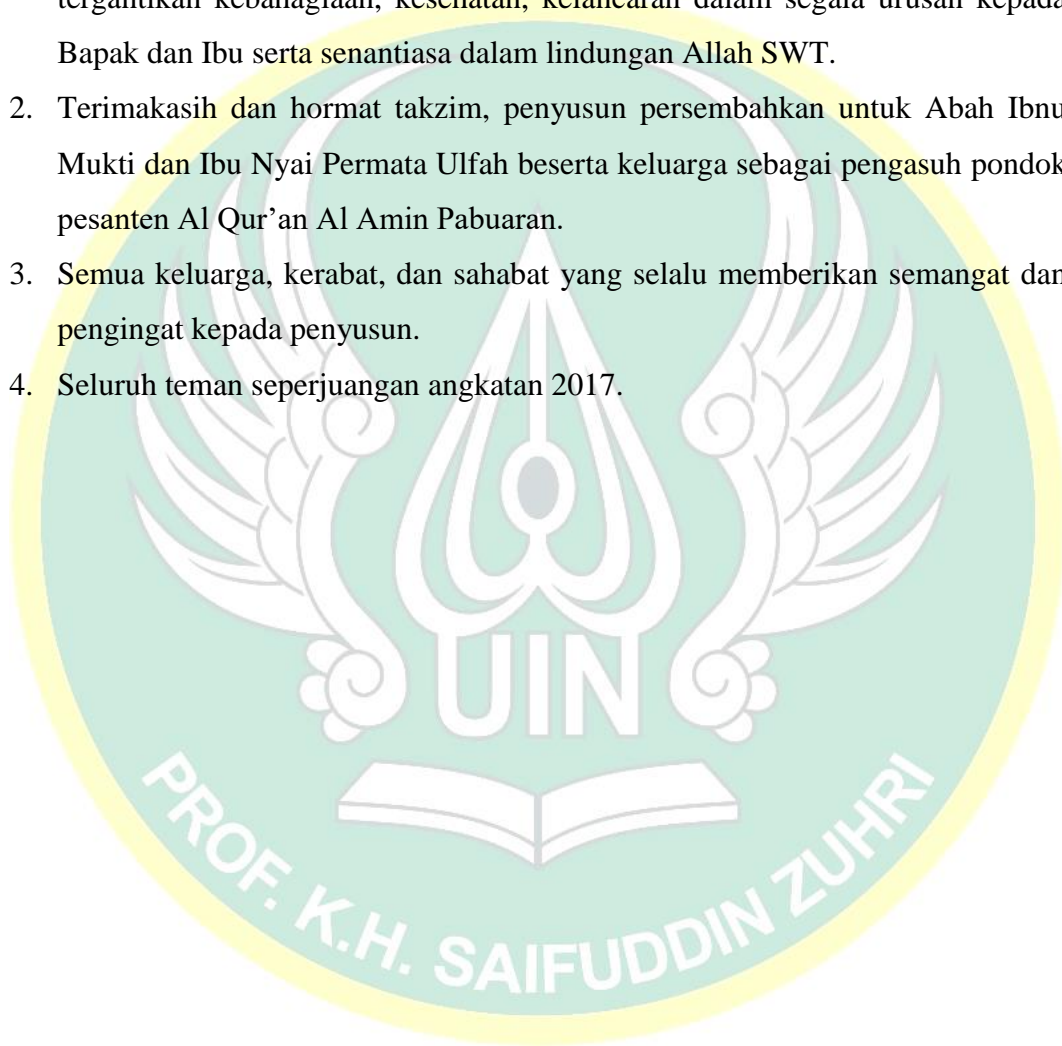 tergantikan kebahagiaan, kesehatan, kelancaran dalam segala urusan kepada
Bapak dan Ibu serta senantiasa dalam lindungan Allah SWT.
2. Terimakasih dan hormat takzim, penyusun persembahkan untuk Abah Ibnu
Mukti dan Ibu Nyai Permata Ulfah beserta keluarga sebagai pengasuh pondok
pesanten Al Qur’an Al Amin Pabuaran.
3. Semua keluarga, kerabat, dan sahabat yang selalu memberikan semangat dan
pengingat kepada penyusun.
4. Seluruh teman seperjuangan angkatan 2017.
UIN
PROF. K.H. SAIFUDDIN ZUHRI